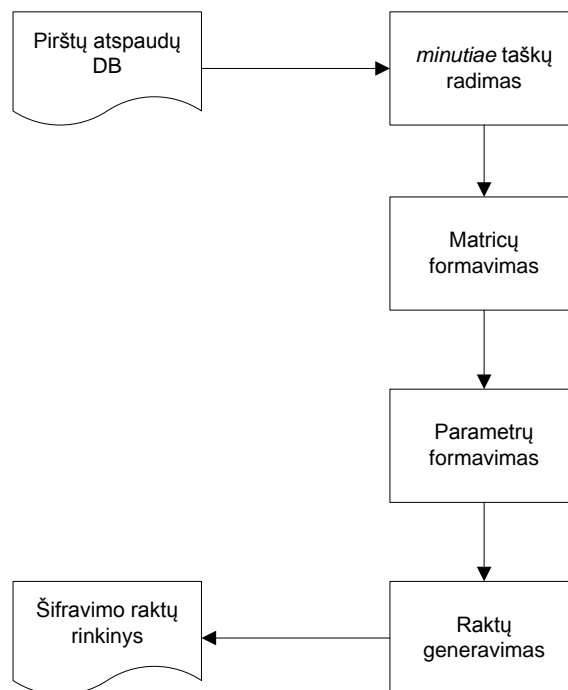 Pirštų atspaudų
DB
minutiae taškų
radimas
Matricų
formavimas
Parametrų
formavimas
Šifravimo raktų
rinkinys
Raktų
generavimas